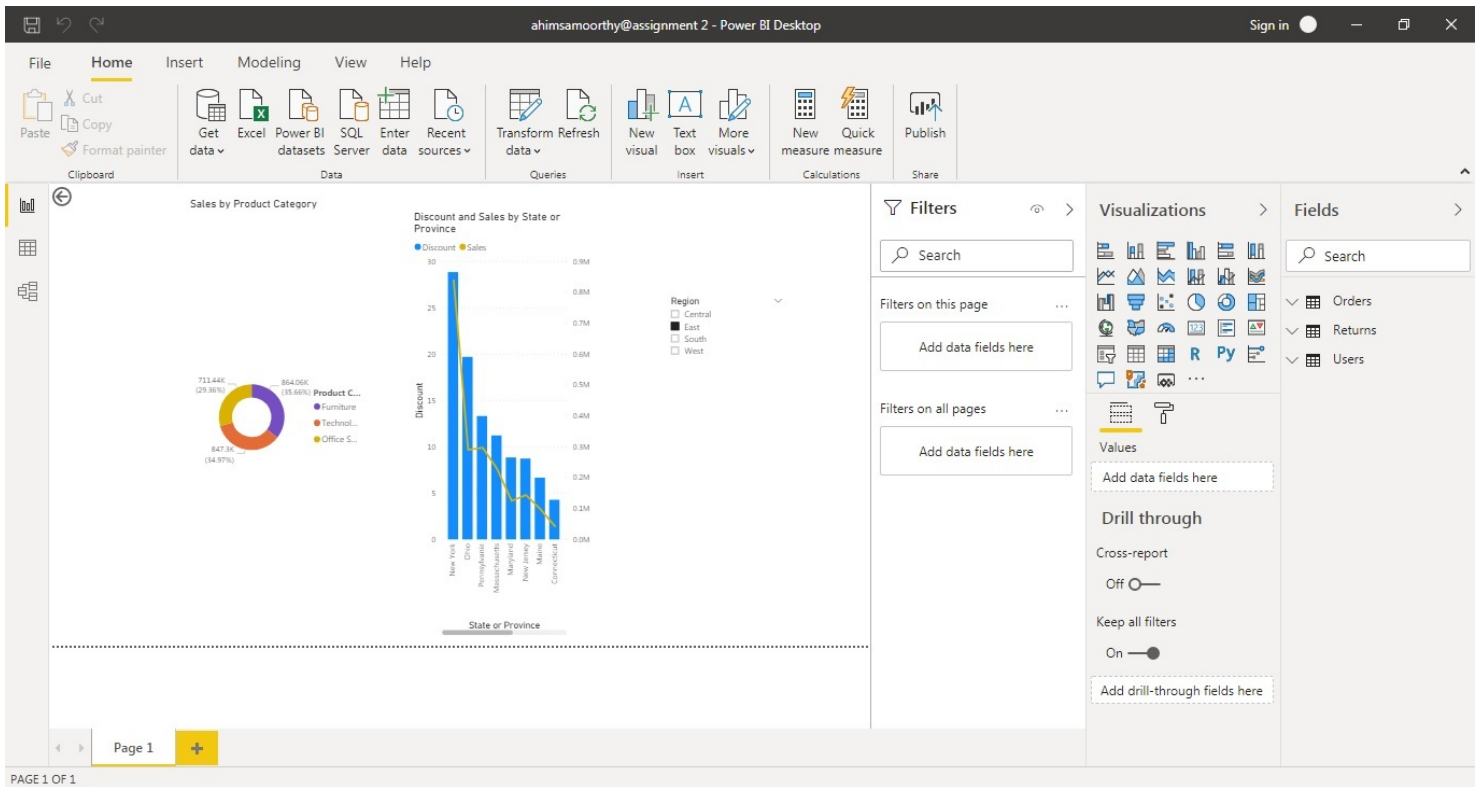 ahimsamoorthy@assignment 2 - Power BI Desktop
Sign in
File Home Insert Modeling View Help
Paste
Cut
Copy
Format painter
Clipboard
Get data
Excel
Power BI datasets
SQL Server
Enter data
Recent sources
Data
Transform data
Refresh
Queries
New visual
Text box
More visuals
Insert
New measure
Quick measure
Calculations
Publish
Share
Sales by Product Category
711.44K
(29.36%)
864.06K
(35.66%)
847.3K
(34.97%)
Product C...
Furniture
Technol...
Office S...
Discount and Sales by State or
Province
Discount Sales
30
25
20
15
10
5
0
Discount
0.9M
0.8M
0.7M
0.6M
0.5M
0.4M
0.3M
0.2M
0.1M
0.0M
New York
Ohio
Pennsylvania
Massachusetts
Maryland
New Jersey
Maine
Connecticut
State or Province
Region
Central
East
South
West
Filters
Search
Filters on this page ...
Add data fields here
Filters on all pages ...
Add data fields here
Visualizations
123
R Py
...
Values
Add data fields here
Drill through
Cross-report
Off
Keep all filters
On
Add drill-through fields here
Fields
Search
Orders
Returns
Users
Page 1
+
PAGE 1 OF 1